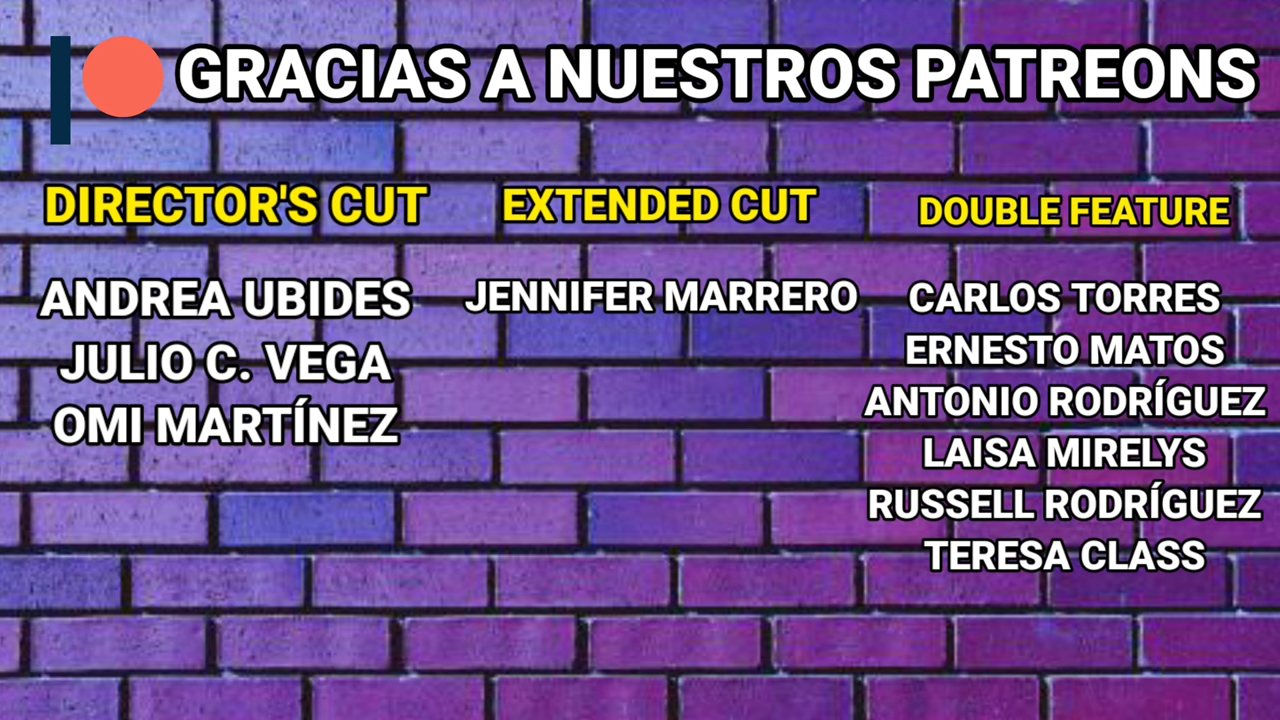 GRACIAS A NUESTROS PATREONS
DIRECTOR'S CUT
ANDREA UBIDES
JULIO C. VEGA
OMI MARTÍNEZ
EXTENDED CUT
JENNIFER MARRERO
DOUBLE FEATURE
CARLOS TORRES
ERNESTO MATOS
ANTONIO RODRÍGUEZ
LAISA MIRELYS
RUSSELL RODRÍGUEZ
TERESA CLASS